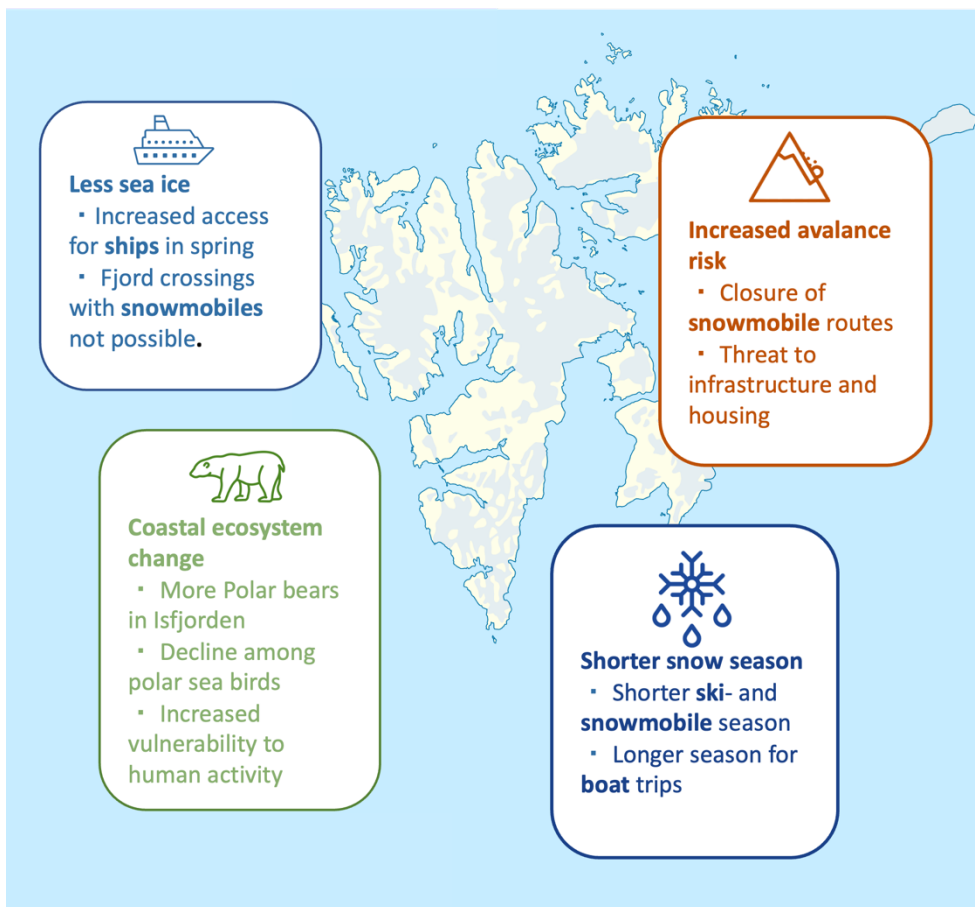 Less sea ice
▪ Increased access
for ships in spring
▪ Fjord crossings
with snowmobiles
not possible.
Increased avalance
risk
▪ Closure of
snowmobile routes
▪ Threat to
infrastructure and
housing
Coastal ecosystem
change
▪ More Polar bears
in Isfjorden
▪ Decline among
polar sea birds
▪ Increased
vulnerability to
human activity
Shorter snow season
▪ Shorter ski- and
snowmobile season
▪ Longer season for
boat trips